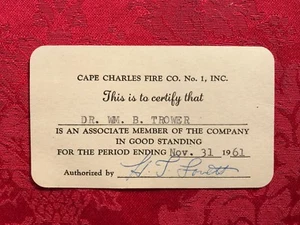 CAPE CHARLES FIRE CO. No. 1, INC.
This is to certify that
DR. WM. B. TROWER
IS AN ASSOCIATE MEMBER OF THE COMPANY
IN GOOD STANDING
FOR THE PERIOD ENDING Nov. 31 1961
Authorized by